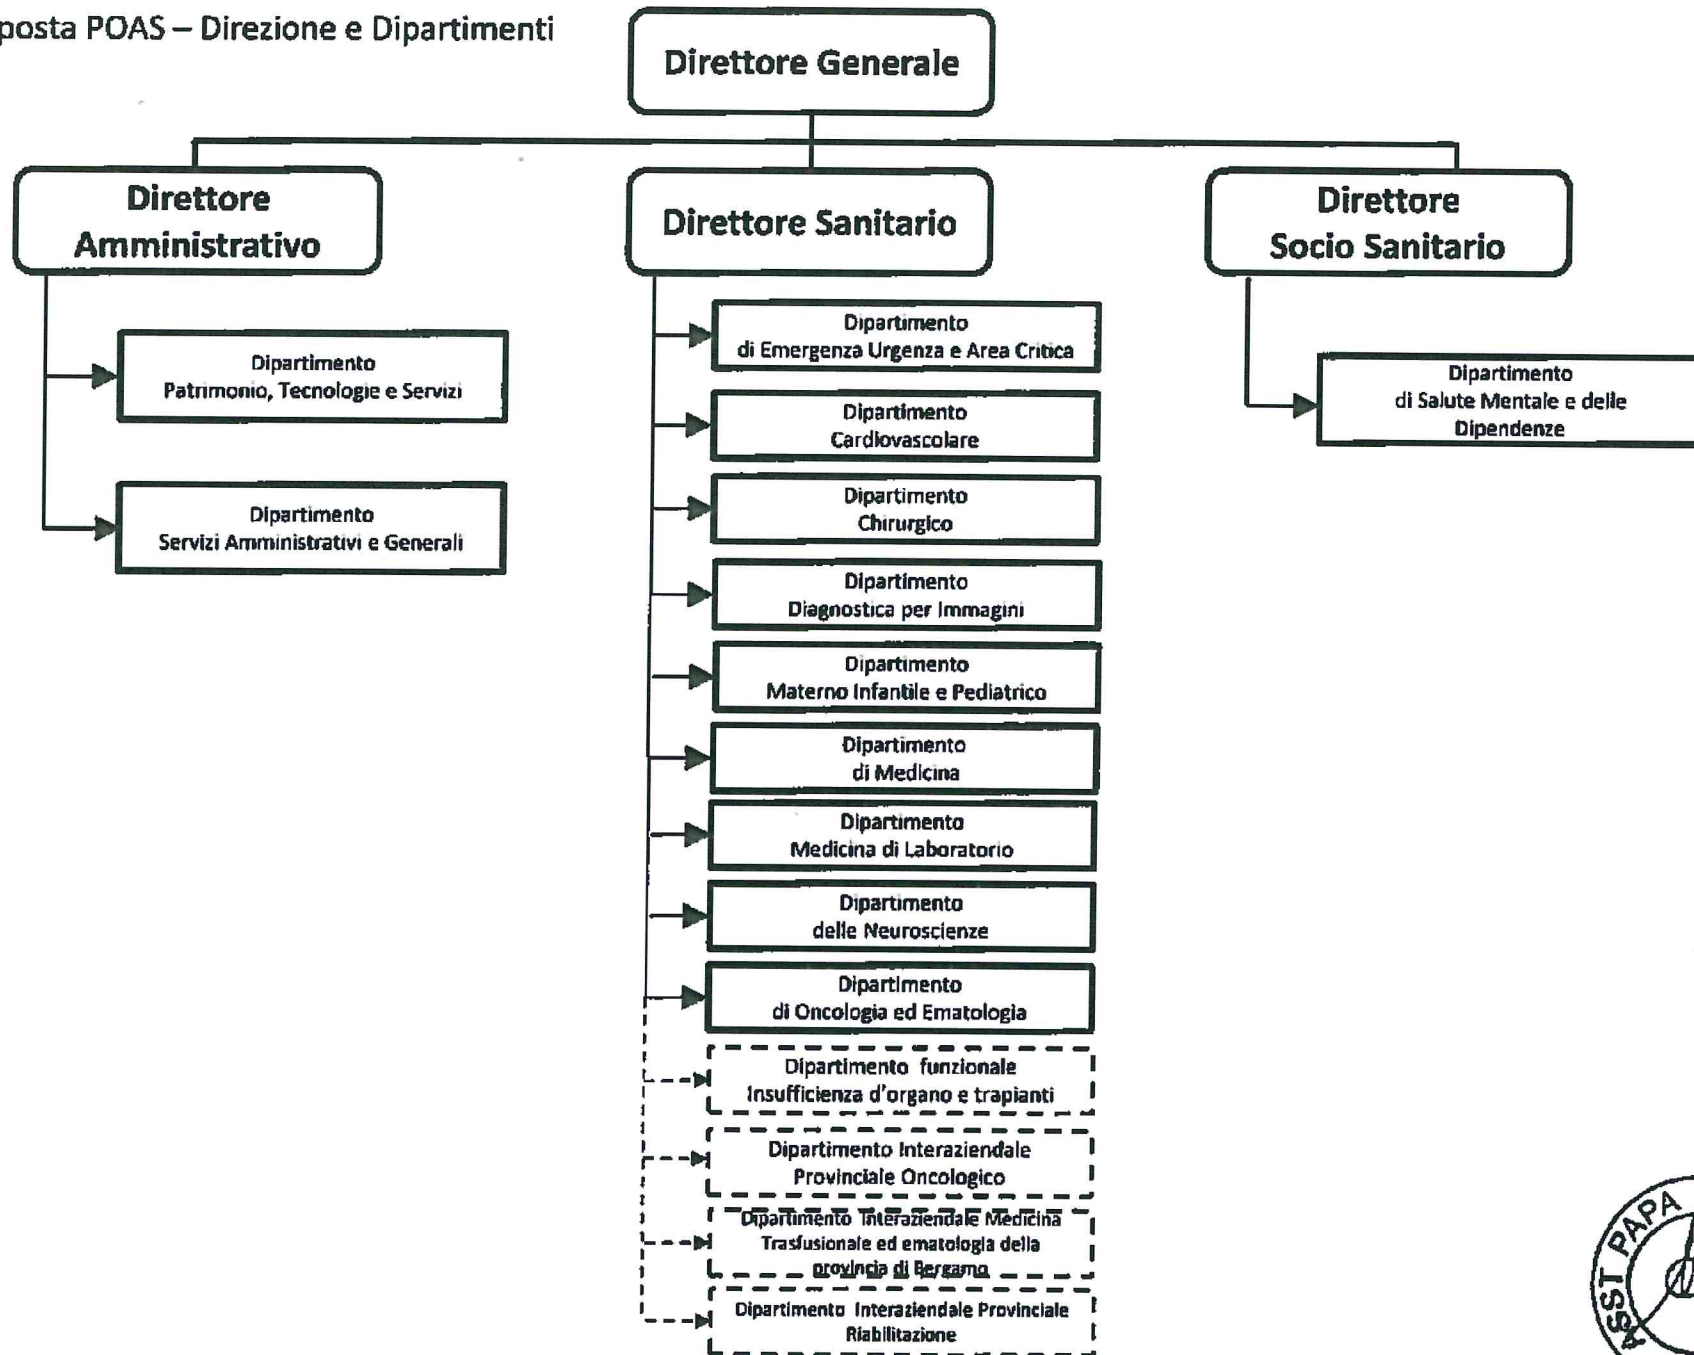 posta POAS – Direzione e Dipartimenti
Direttore Generale
Direttore
Amministrativo
Direttore Sanitario
Direttore
Socio Sanitario
Dipartimento
Patrimonio, Tecnologie e Servizi
Dipartimento
Servizi Amministrativi e Generali
Dipartimento
di Emergenza Urgenza e Area Critica
Dipartimento
Cardiovascolare
Dipartimento
Chirurgico
Dipartimento
Diagnostica per Immagini
Dipartimento
Materno Infantile e Pediatrico
Dipartimento
di Medicina
Dipartimento
Medicina di Laboratorio
Dipartimento
delle Neuroscienze
Dipartimento
di Oncologia ed Ematologia
Dipartimento funzionale
Insufficienza d'organo e trapianti
Dipartimento Interaziendale
Provinciale Oncologico
Dipartimento Interaziendale Medicina
Trasfusionale ed ematologia della
provincia di Bergamo
Dipartimento Interaziendale Provinciale
Riabilitazione
Dipartimento
di Salute Mentale e delle
Dipendenze
ASST PAPA